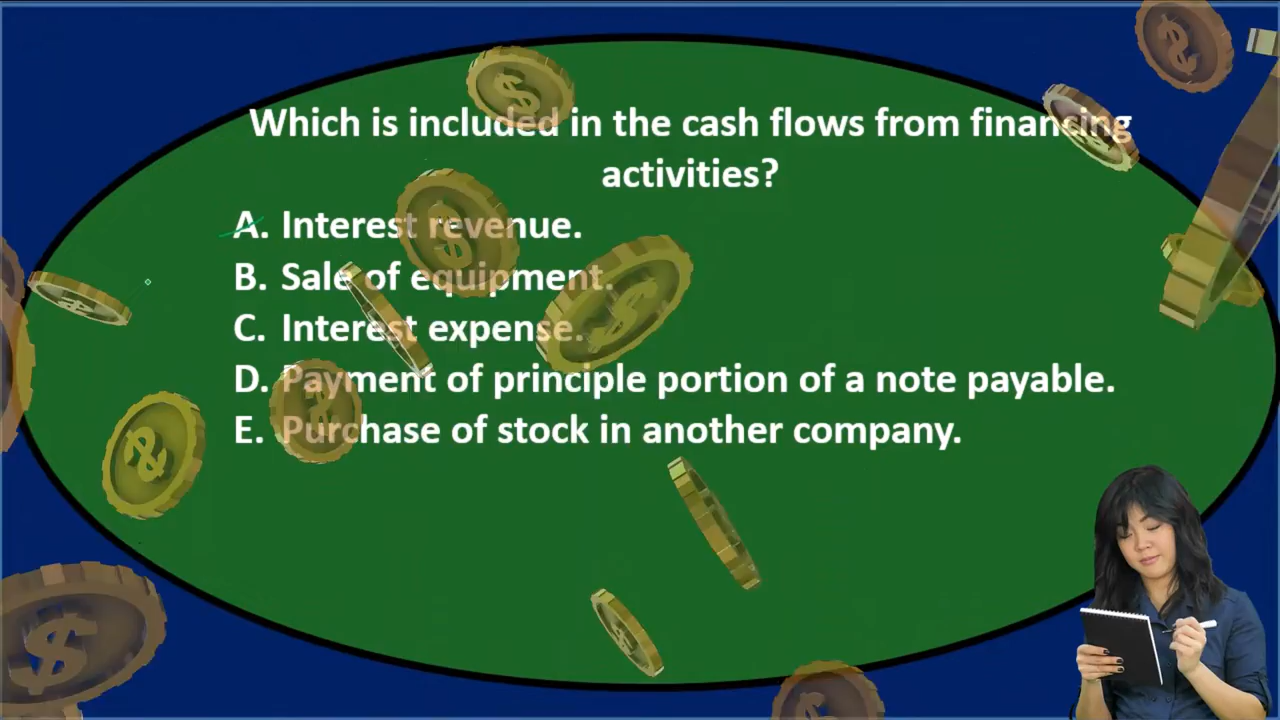 Which is included in the cash flows from financing
activities?
A. Interest revenue.
B. Sale of equipment.
C. Interest expense.
D. Payment of principle portion of a note payable.
E. Purchase of stock in another company.